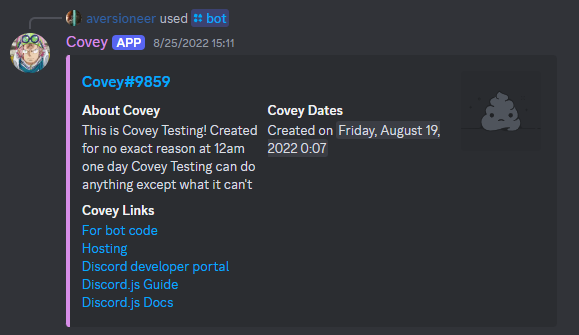 aversioneer used bot
Covey APP 8/25/2022 15:11
Covey#9859
About Covey
This is Covey Testing! Created
for no exact reason at 12am
one day Covey Testing can do
anything except what it can't
Covey Dates
Created on Friday, August 19,
2022 0:07
Covey Links
For bot code
Hosting
Discord developer portal
Discord.js Guide
Discord.js Docs